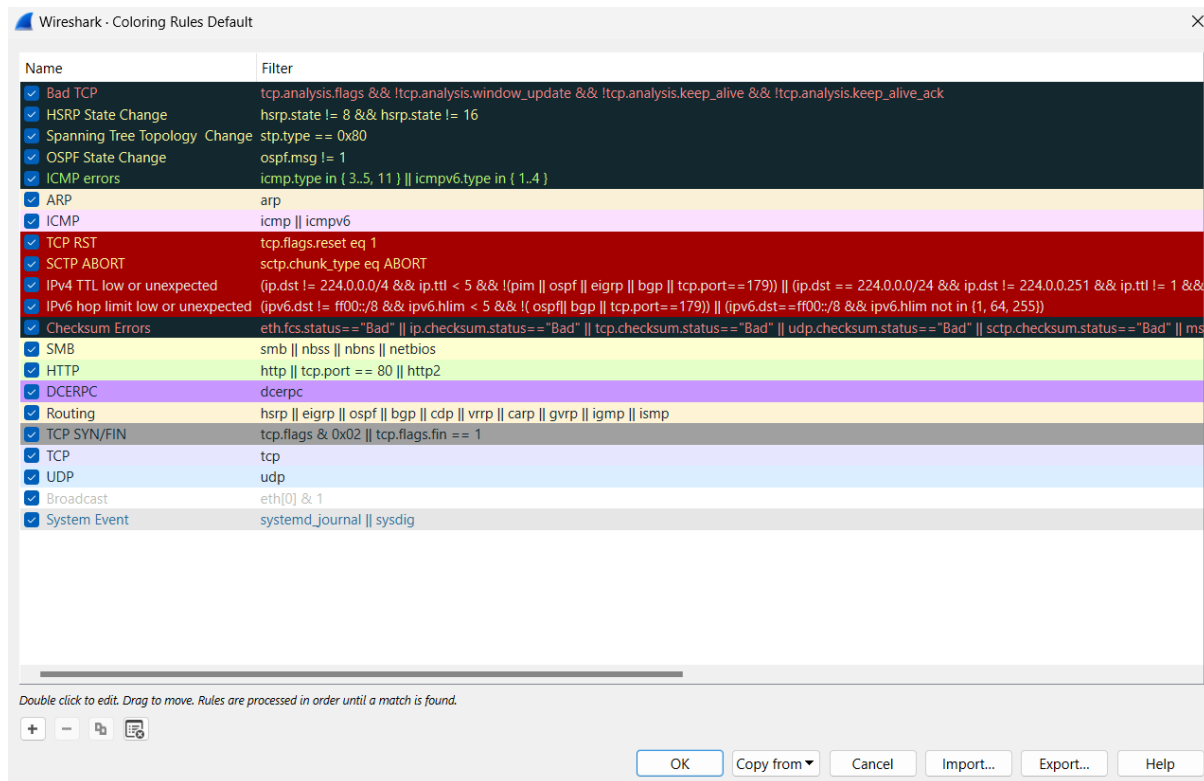 Wireshark · Coloring Rules Default
Name Filter
Bad TCP tcp.analysis.flags && !tcp.analysis.window_update && !tcp.analysis.keep_alive && !tcp.analysis.keep_alive_ack
HSRP State Change hsrp.state != 8 && hsrp.state != 16
Spanning Tree Topology  Change stp.type == 0x80
OSPF State Change ospf.msg != 1
ICMP errors icmp.type in { 3..5, 11 } || icmpv6.type in { 1..4 }
ARP arp
ICMP icmp || icmpv6
TCP RST tcp.flags.reset eq 1
SCTP ABORT sctp.chunk_type eq ABORT
IPv4 TTL low or unexpected (ip.dst != 224.0.0.0/4 && ip.ttl < 5 && !(pim || ospf || eigrp || bgp || tcp.port==179)) || (ip.dst == 224.0.0.0/24 && ip.dst != 224.0.0.251 && ip.ttl != 1 &&
IPv6 hop limit low or unexpected (ipv6.dst != ff00::/8 && ipv6.hlim < 5 && !( ospf|| bgp || tcp.port==179)) || (ipv6.dst==ff00::/8 && ipv6.hlim not in {1, 64, 255})
Checksum Errors eth.fcs.status=="Bad" || ip.checksum.status=="Bad" || tcp.checksum.status=="Bad" || udp.checksum.status=="Bad" || sctp.checksum.status=="Bad" || ms
SMB smb || nbss || nbns || netbios
HTTP http || tcp.port == 80 || http2
DCERPC dcerpc
Routing hsrp || eigrp || ospf || bgp || cdp || vrrp || carp || gvrp || igmp || ismp
TCP SYN/FIN tcp.flags & 0x02 || tcp.flags.fin == 1
TCP tcp
UDP udp
Broadcast eth[0] & 1
System Event systemd_journal || sysdig
Double click to edit. Drag to move. Rules are processed in order until a match is found.
OK Copy from Cancel Import... Export... Help